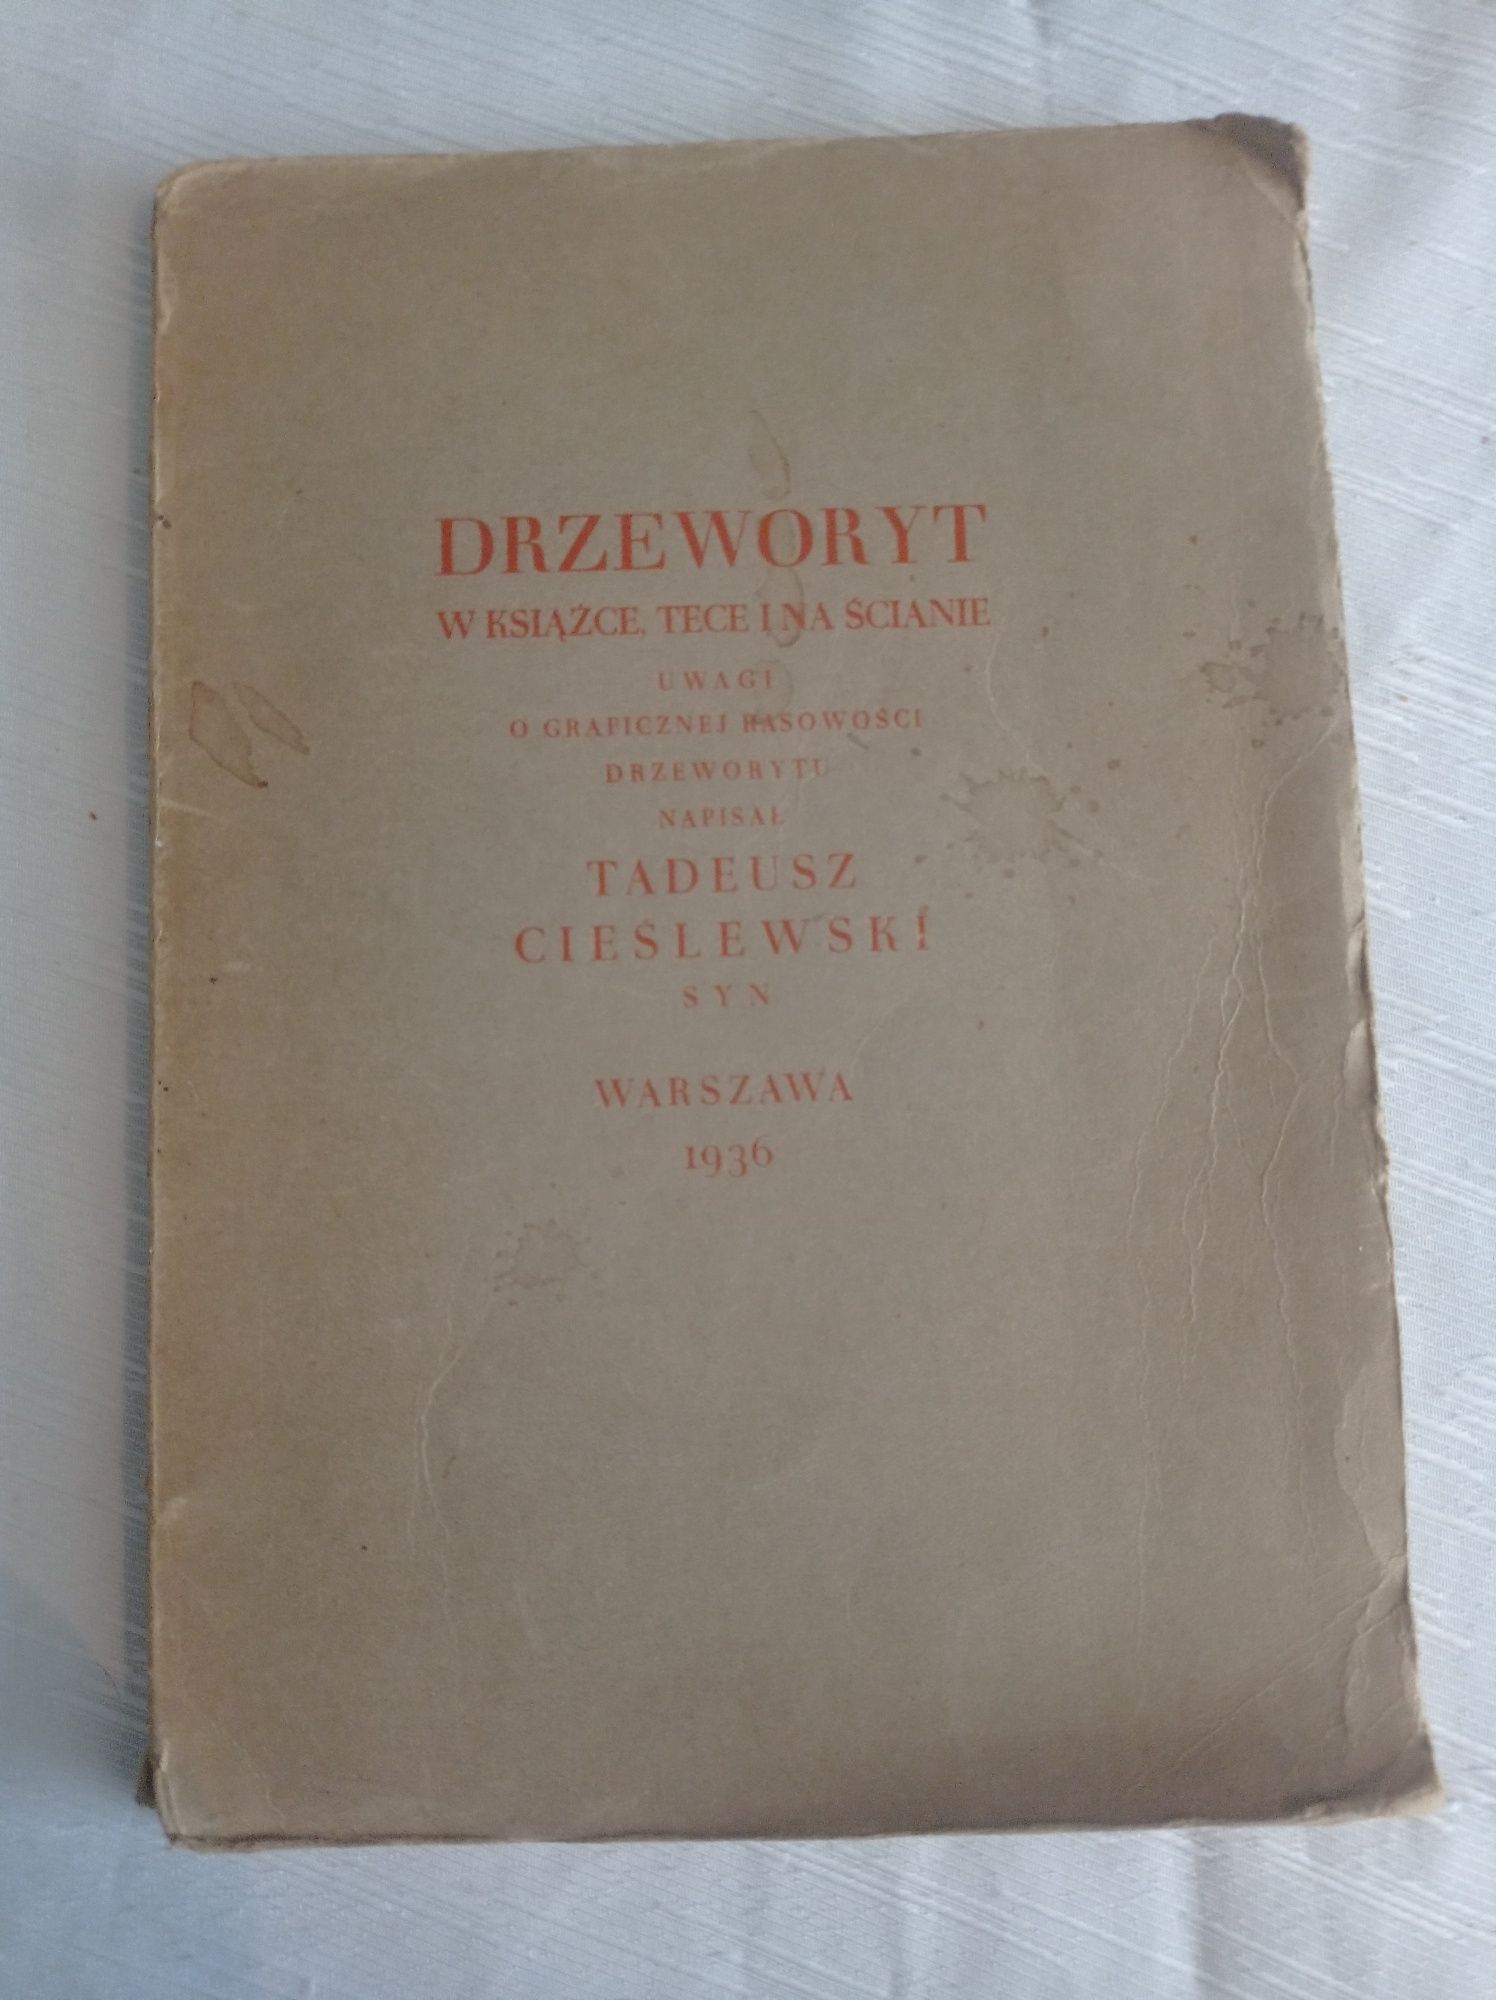 DRZEWORYT
W KSIĄŻCE, TECE I NA ŚCIANIE
UWAGI
O GRAFICZNEJ RASOWOŚCI
DRZEWORYTU
NAPISAŁ
TADEUSZ
CIEŚLEWSKI
SYN
WARSZAWA
1936